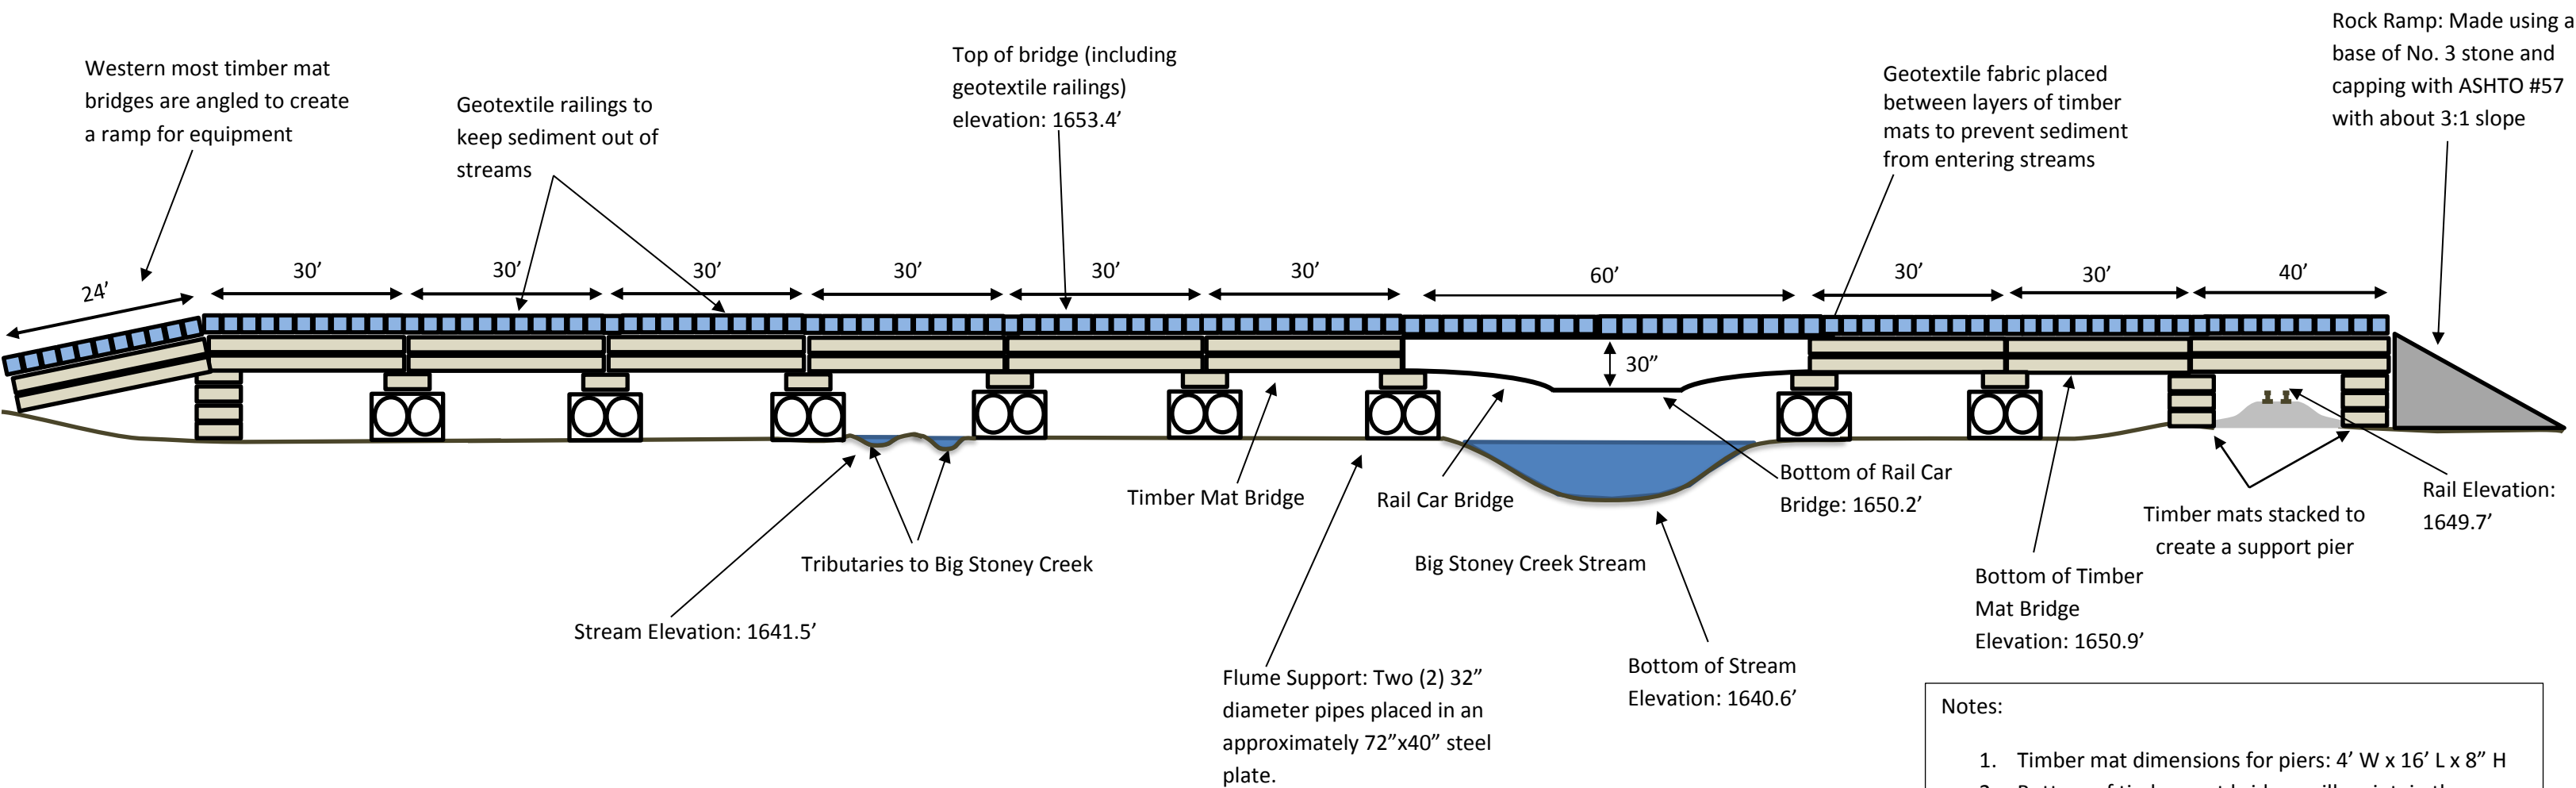 Western most timber mat
bridges are angled to create
a ramp for equipment
Geotextile railings to
keep sediment out of
streams
Top of bridge (including
geotextile railings)
elevation: 1653.4’
Geotextile fabric placed
between layers of timber
mats to prevent sediment
from entering streams
Rock Ramp: Made using a
base of No. 3 stone and
capping with ASHTO #57
with about 3:1 slope
24’
30’
30’
30’
30’
30’
30’
60’
30’
30’
40’
30”
Timber Mat Bridge
Rail Car Bridge
Bottom of Rail Car
Bridge: 1650.2’
Rail Elevation:
1649.7’
Timber mats stacked to
create a support pier
Tributaries to Big Stoney Creek
Big Stoney Creek Stream
Bottom of Timber
Mat Bridge
Elevation: 1650.9’
Stream Elevation: 1641.5’
Bottom of Stream
Elevation: 1640.6’
Flume Support: Two (2) 32”
diameter pipes placed in an
approximately 72”x40” steel
plate.
Notes:
1. Timber mat dimensions for piers: 4’ W x 16’ L x 8” H